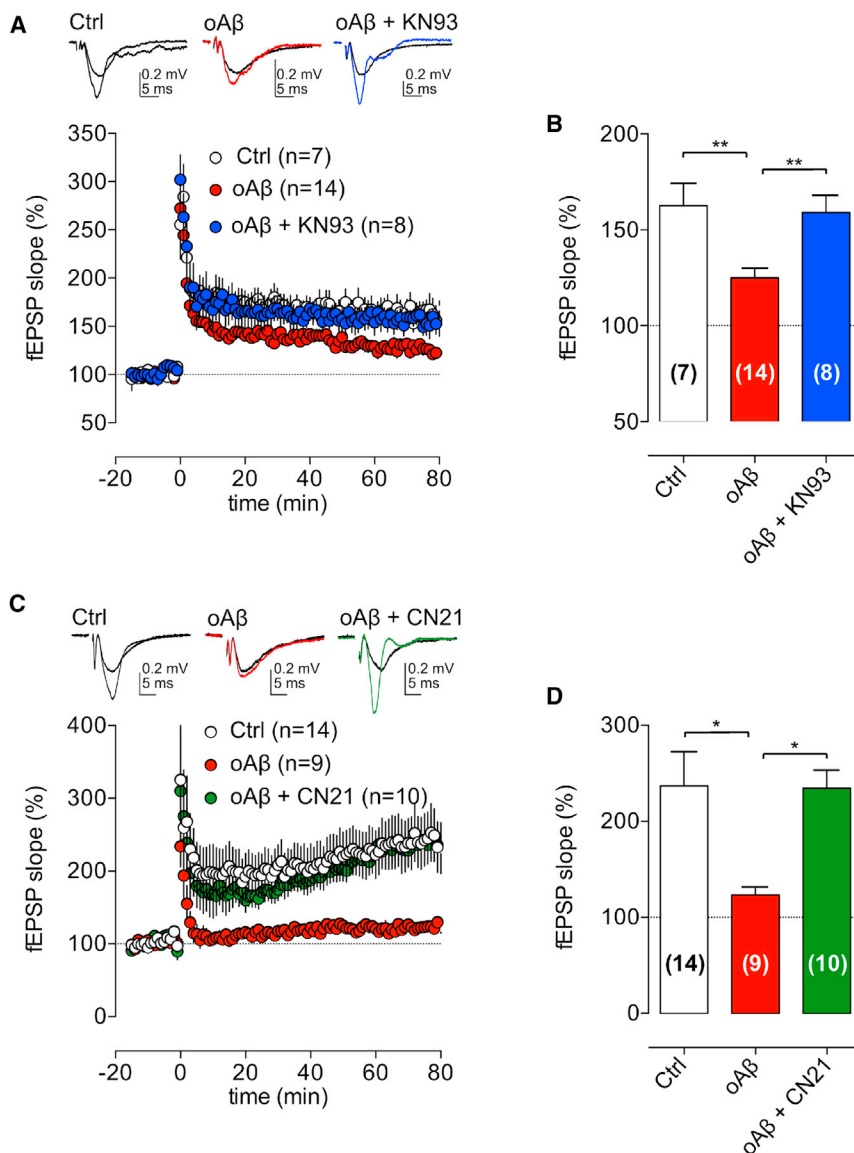 A
Ctrl
oAβ
oAβ + KN93
0.2 mV
5 ms
0.2 mV
5 ms
0.2 mV
5 ms
350
300
250
200
150
100
50
fEPSP slope (%)
Ctrl (n=7)
oAβ (n=14)
oAβ + KN93 (n=8)
-20
0
20
40
60
80
time (min)
B
200
150
100
50
fEPSP slope (%)
**
**
(7)
(14)
(8)
Ctrl
oAβ
oAβ + KN93
C
Ctrl
oAβ
oAβ + CN21
0.2 mV
5 ms
0.2 mV
5 ms
0.2 mV
5 ms
400
300
200
100
0
fEPSP slope (%)
Ctrl (n=14)
oAβ (n=9)
oAβ + CN21 (n=10)
-20
0
20
40
60
80
time (min)
D
300
200
100
0
fEPSP slope (%)
*
*
(14)
(9)
(10)
Ctrl
oAβ
oAβ + CN21